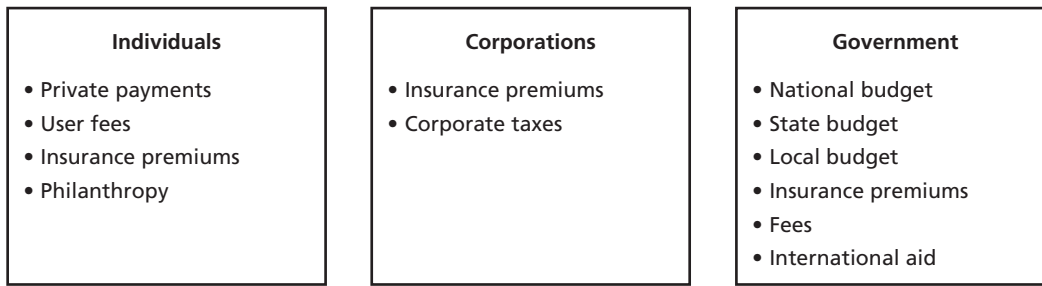 Individuals
• Private payments
• User fees
• Insurance premiums
• Philanthropy
Corporations
• Insurance premiums
• Corporate taxes
Government
• National budget
• State budget
• Local budget
• Insurance premiums
• Fees
• International aid